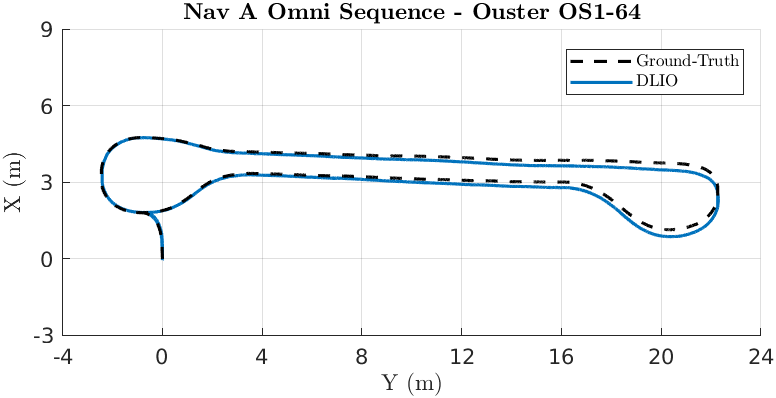 Nav A Omni Sequence - Ouster OS1-64
9
6
3
0
-3
X (m)
Ground-Truth
DLIO
-4 0 4 8 12 16 20 24
Y (m)